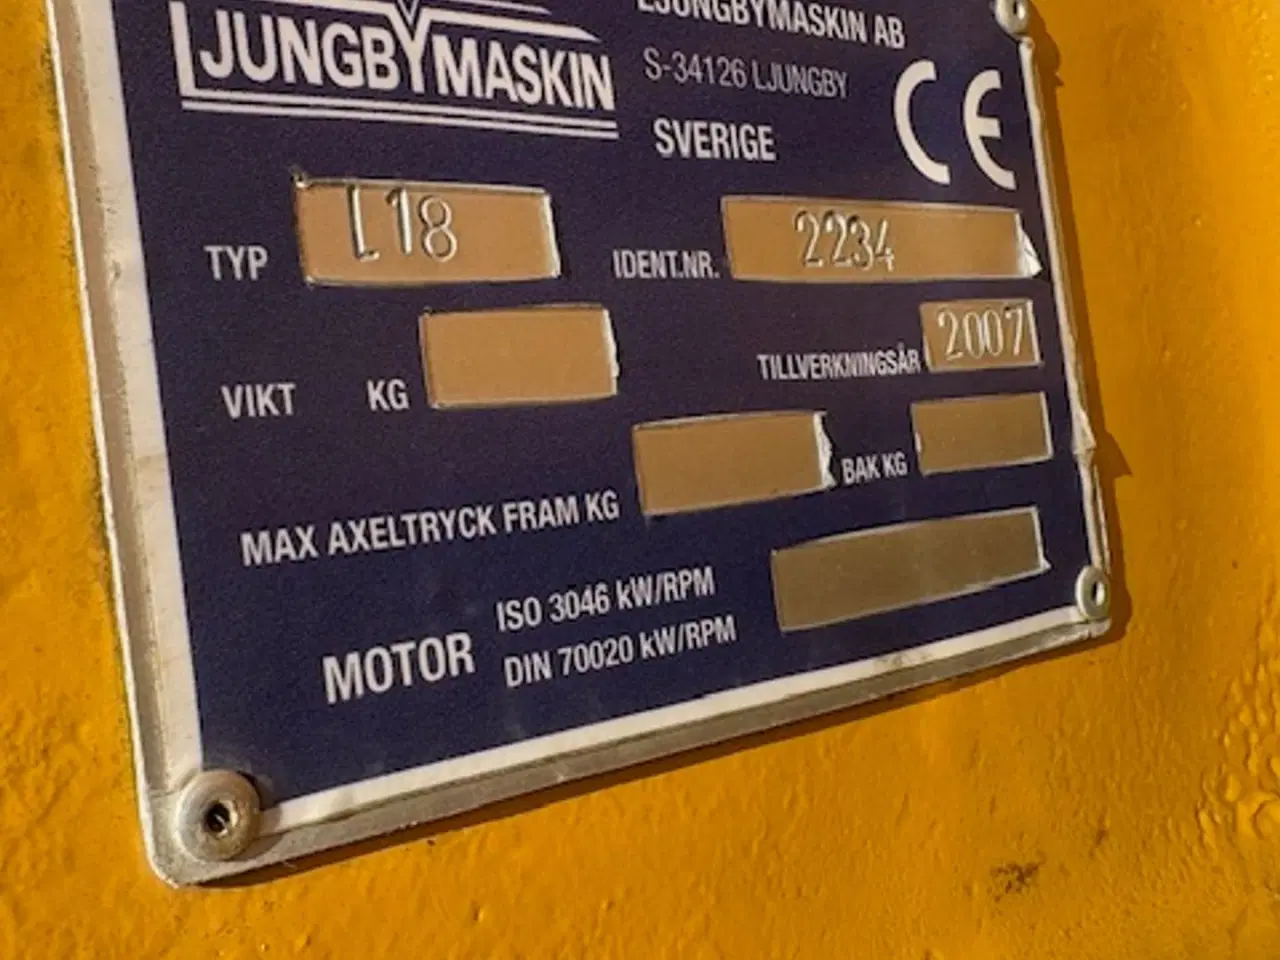 LJUNGBYMASKIN
LJUNGBYMASKIN AB
S-34126 LJUNGBY
SVERIGE
CE
TYP L18
IDENT.NR. 2234
VIKT KG
TILLVERKNINGSÅR 2007
MAX AXELTRYCK FRAM KG
BAK KG
MOTOR
ISO 3046 kW/RPM
DIN 70020 kW/RPM